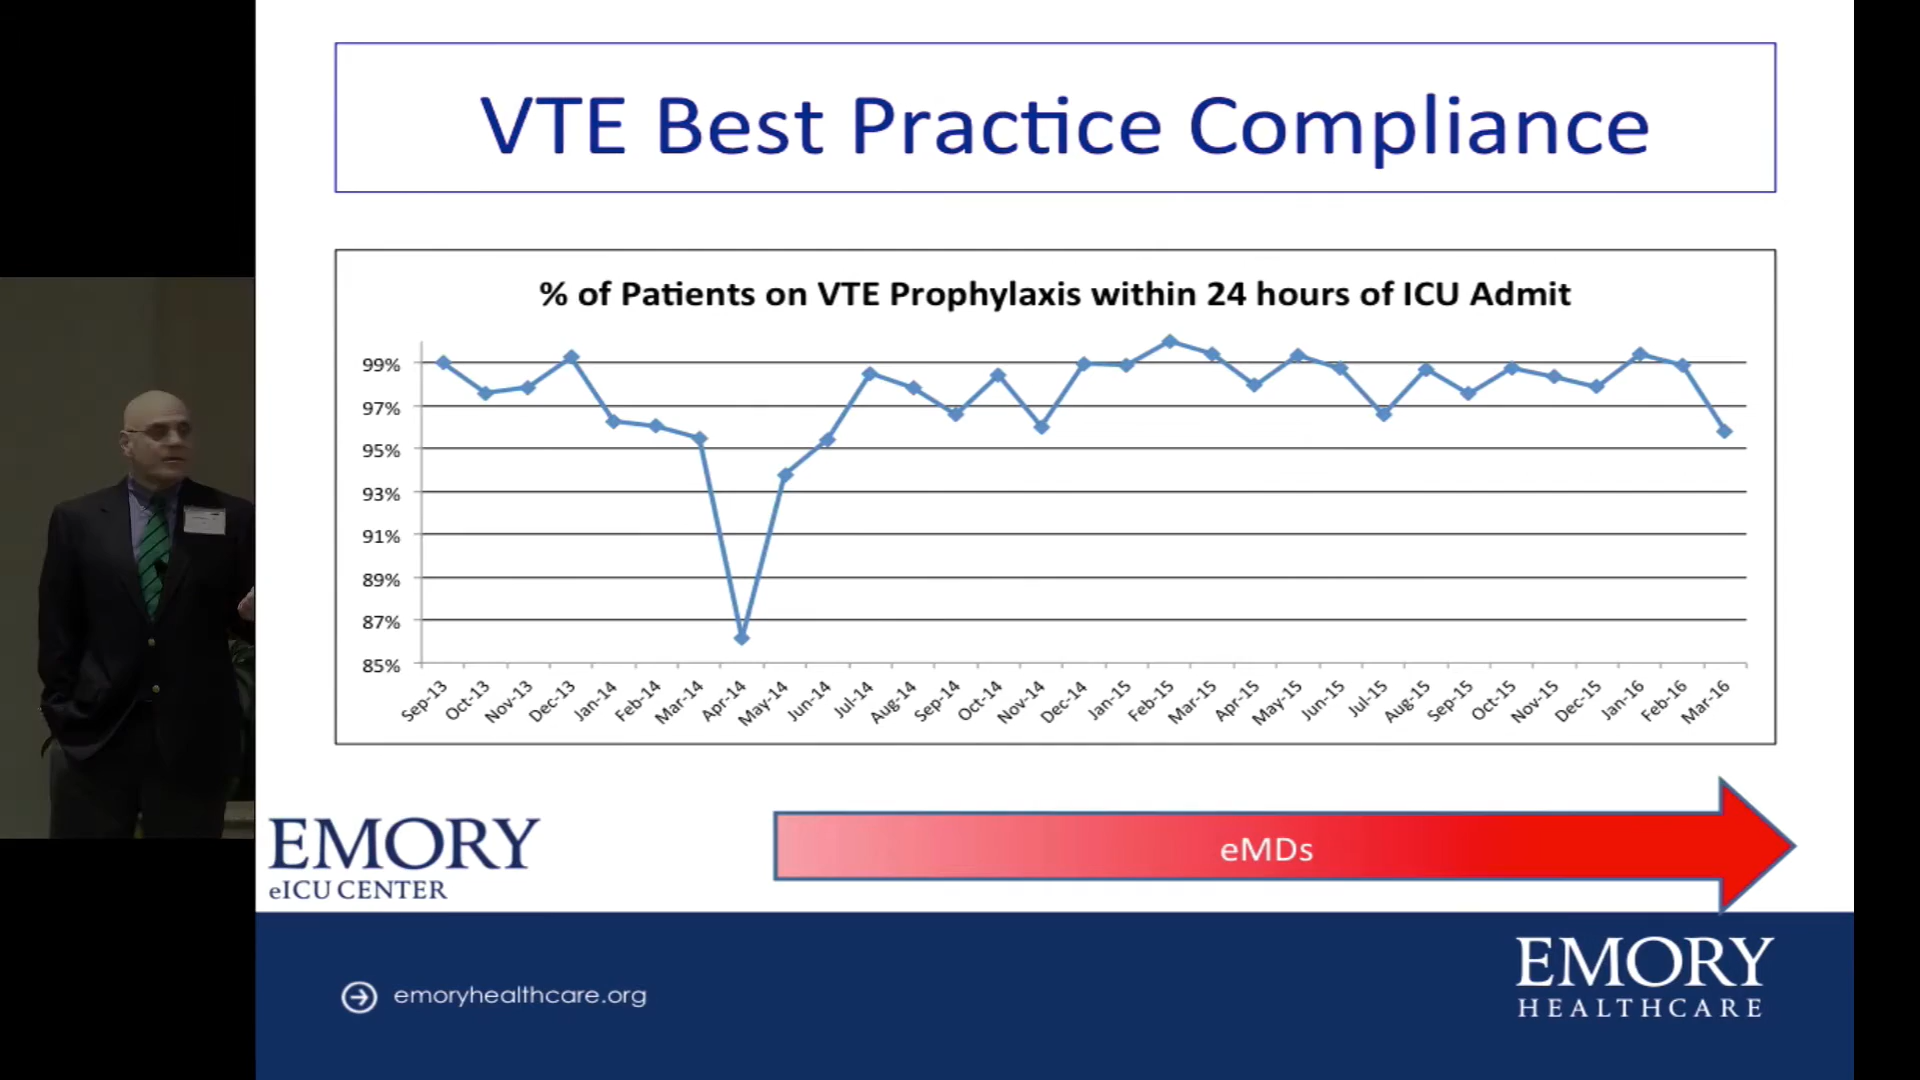 VTE Best Practice Compliance
% of Patients on VTE Prophylaxis within 24 hours of ICU Admit
99%
97%
95%
93%
91%
89%
87%
85%
Sep-13
Oct-13
Nov-13
Dec-13
Jan-14
Feb-14
Mar-14
Apr-14
May-14
Jun-14
Jul-14
Aug-14
Sep-14
Oct-14
Nov-14
Dec-14
Jan-15
Feb-15
Mar-15
Apr-15
May-15
Jun-15
Jul-15
Aug-15
Sep-15
Oct-15
Nov-15
Dec-15
Jan-16
Feb-16
Mar-16
eMDs
EMORY
eICU CENTER
emoryhealthcare.org
EMORY
HEALTHCARE